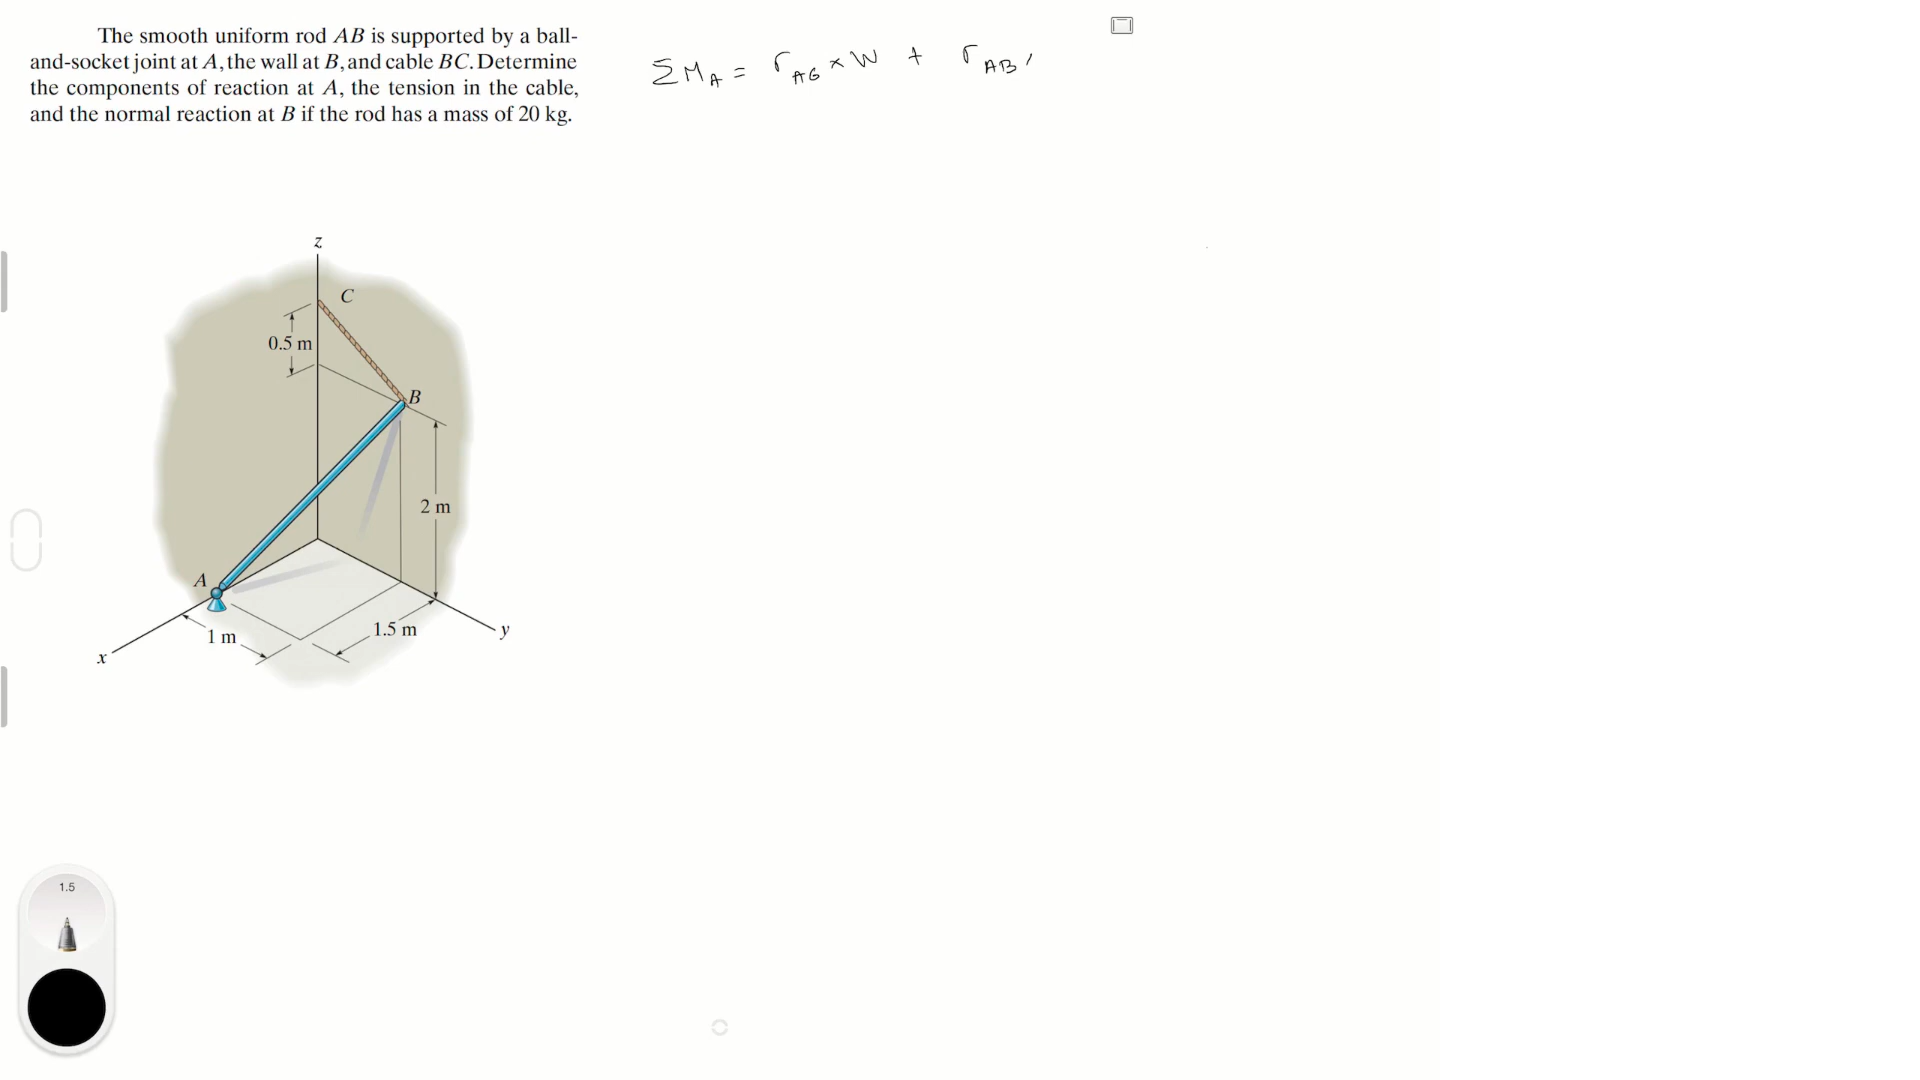 The smooth uniform rod AB is supported by a ball-
and-socket joint at A, the wall at B, and cable BC. Determine
the components of reaction at A, the tension in the cable,
and the normal reaction at B if the rod has a mass of 20 kg.
ΣM_A = r_AG × W + r_AB
z
C
0.5 m
B
2 m
A
1 m
1.5 m
y
x
1.5